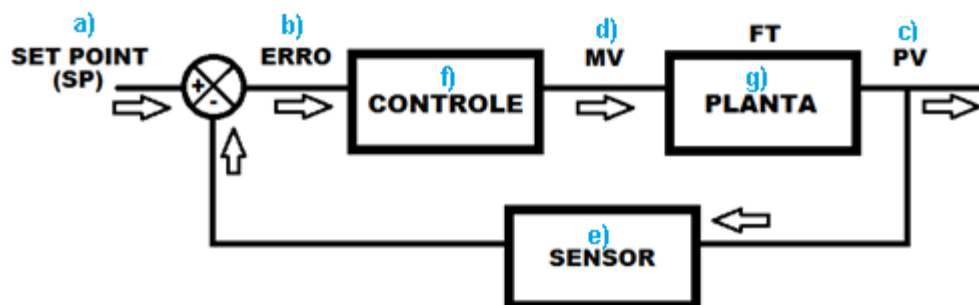 a)
SET POINT
(SP)
+
-
b)
ERRO
f)
CONTROLE
d)
MV
FT
g)
PLANTA
c)
PV
e)
SENSOR